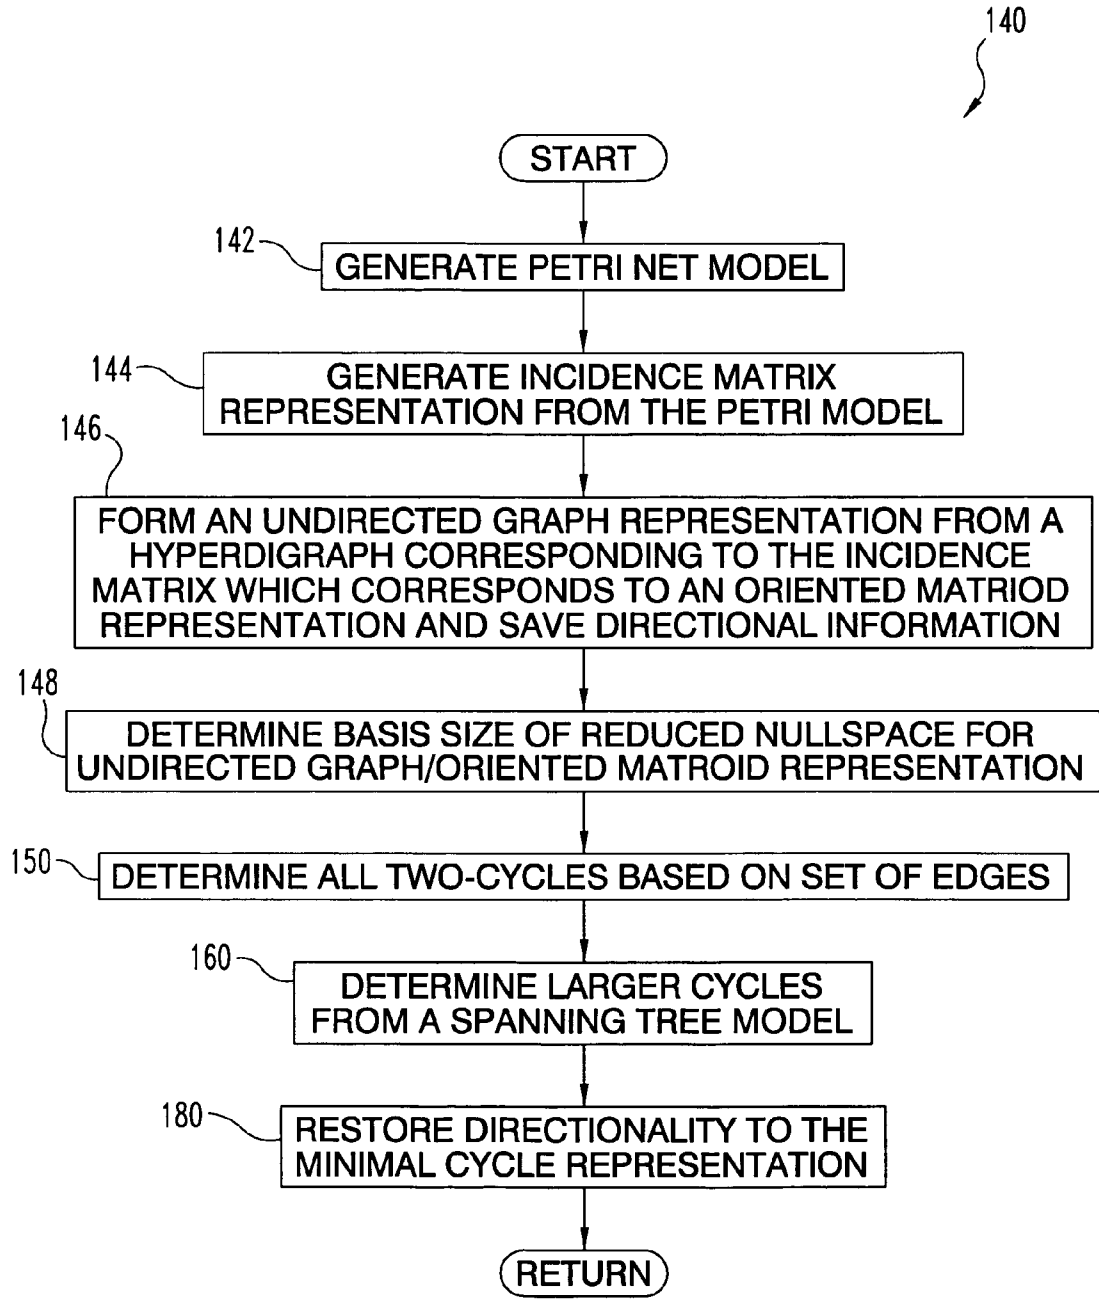 140
START
142
GENERATE PETRI NET MODEL
144
GENERATE INCIDENCE MATRIX
REPRESENTATION FROM THE PETRI MODEL
146
FORM AN UNDIRECTED GRAPH REPRESENTATION FROM A
HYPERDIGRAPH CORRESPONDING TO THE INCIDENCE
MATRIX WHICH CORRESPONDS TO AN ORIENTED MATRIOD
REPRESENTATION AND SAVE DIRECTIONAL INFORMATION
148
DETERMINE BASIS SIZE OF REDUCED NULLSPACE FOR
UNDIRECTED GRAPH/ORIENTED MATROID REPRESENTATION
150
DETERMINE ALL TWO-CYCLES BASED ON SET OF EDGES
160
DETERMINE LARGER CYCLES
FROM A SPANNING TREE MODEL
180
RESTORE DIRECTIONALITY TO THE
MINIMAL CYCLE REPRESENTATION
RETURN